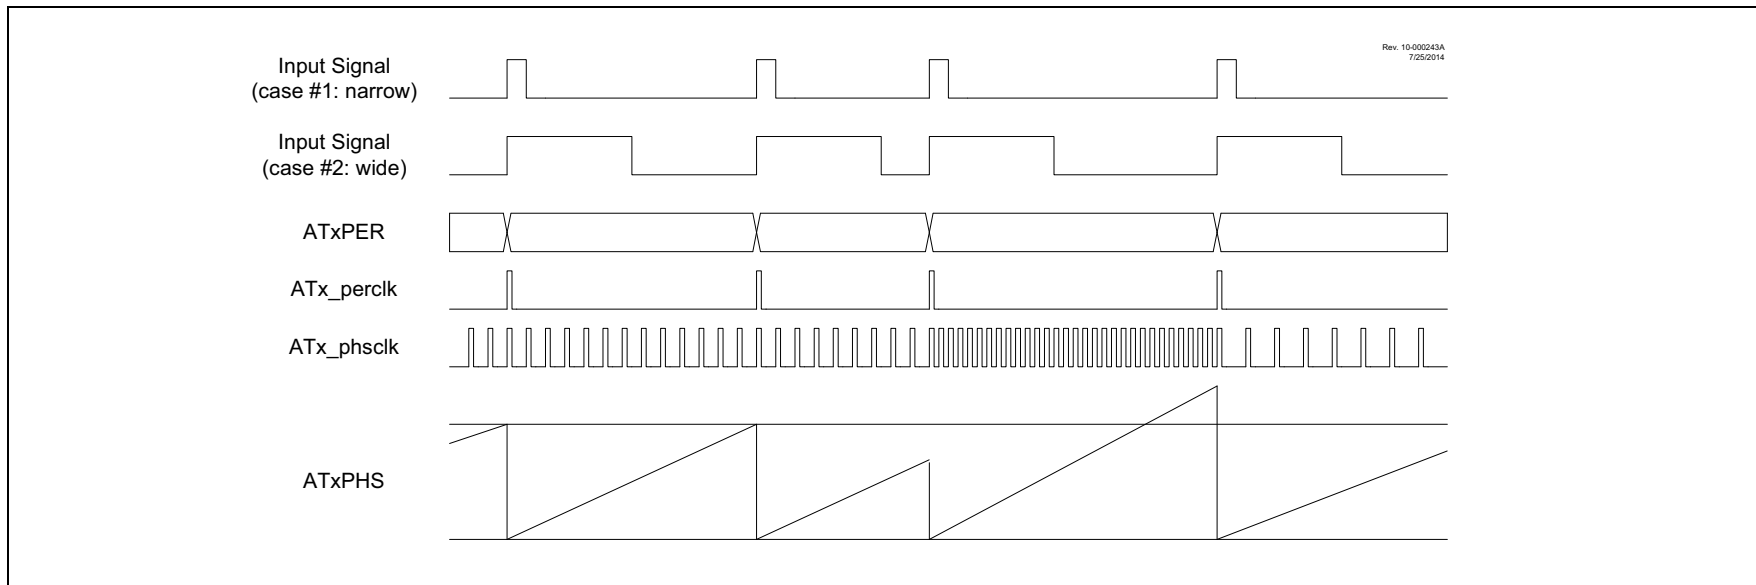 Rev. 10-000243A
7/25/2014
Input Signal
(case #1: narrow)
Input Signal
(case #2: wide)
ATxPER
ATx_perclk
ATx_phsclk
ATxPHS